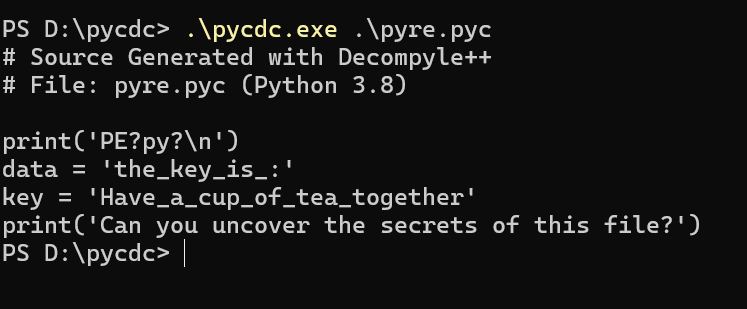 PS D:\pycdc> .\pycdc.exe .\pyre.pyc
# Source Generated with Decompyle++
# File: pyre.pyc (Python 3.8)
print('PE?py?\n')
data = 'the_key_is_:'
key = 'Have_a_cup_of_tea_together'
print('Can you uncover the secrets of this file?')
PS D:\pycdc>